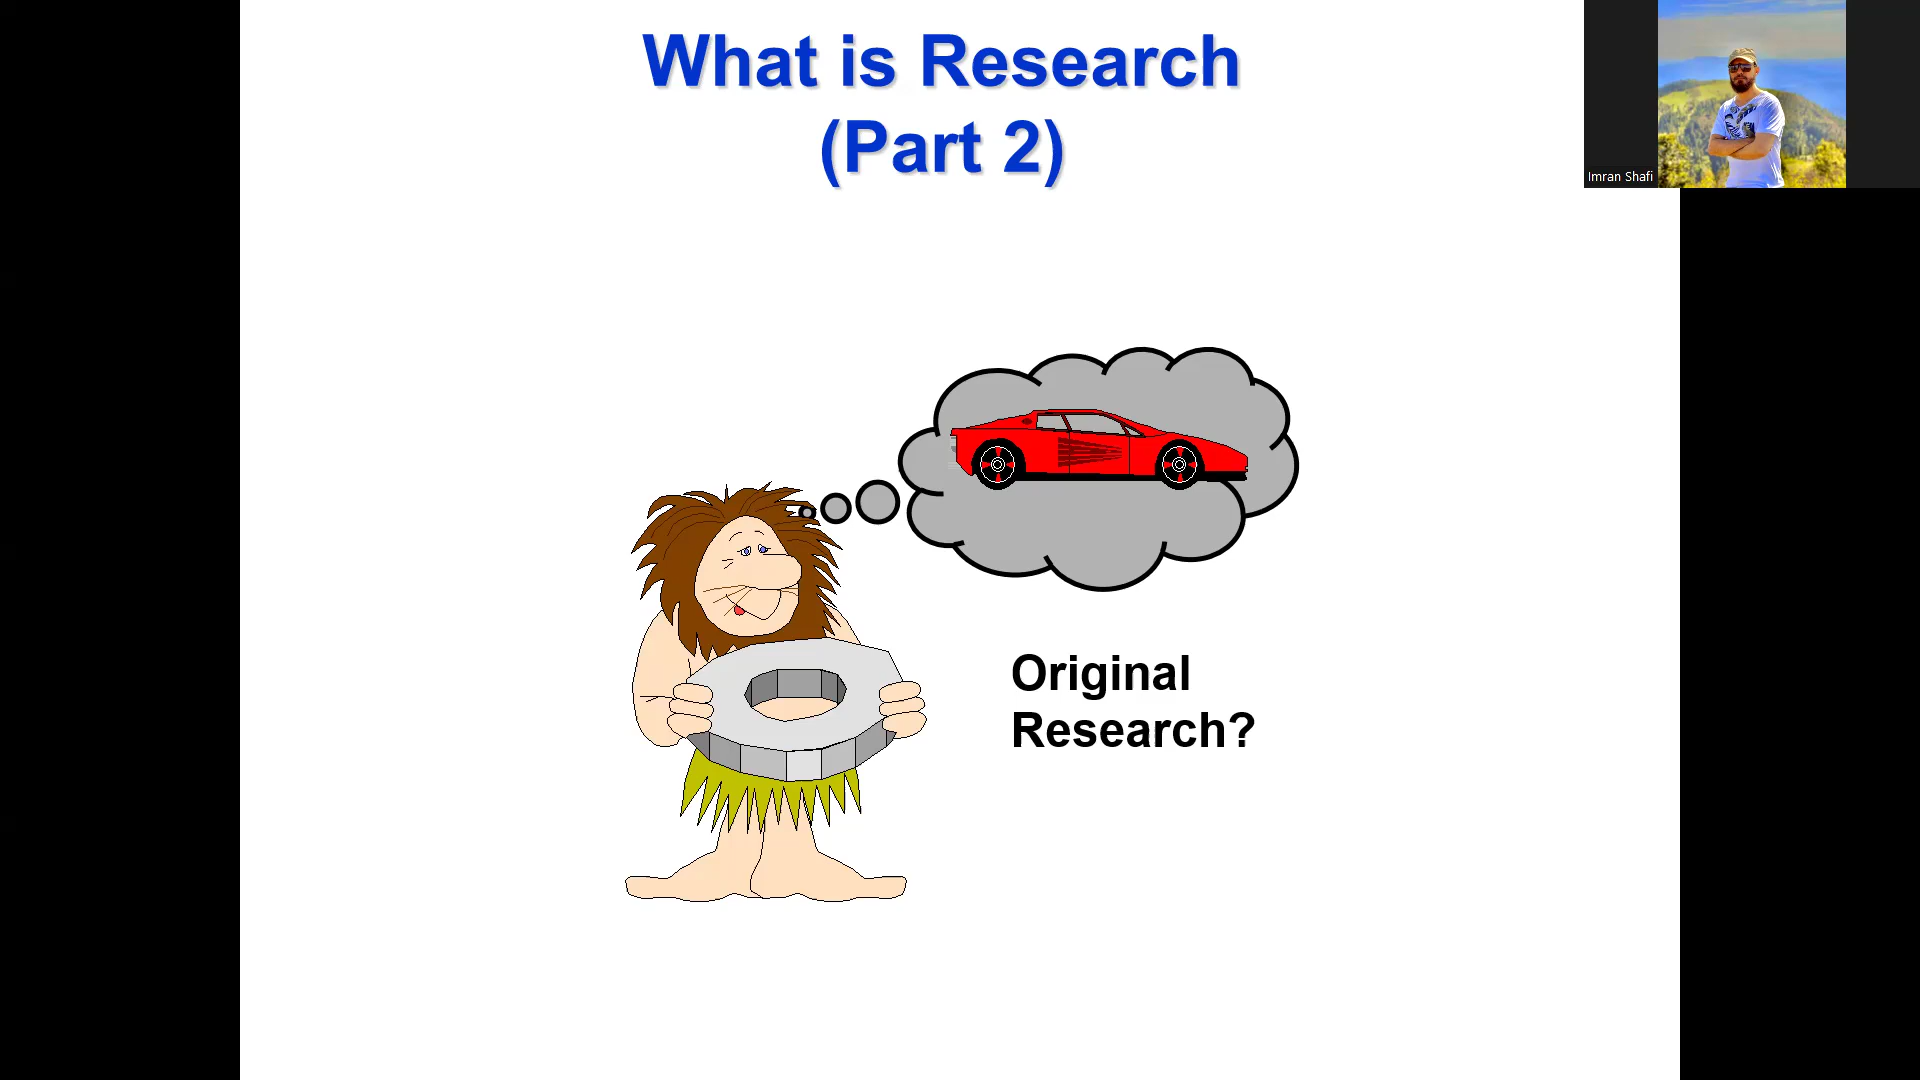 What is Research
(Part 2)
Imran Shafi
Original
Research?